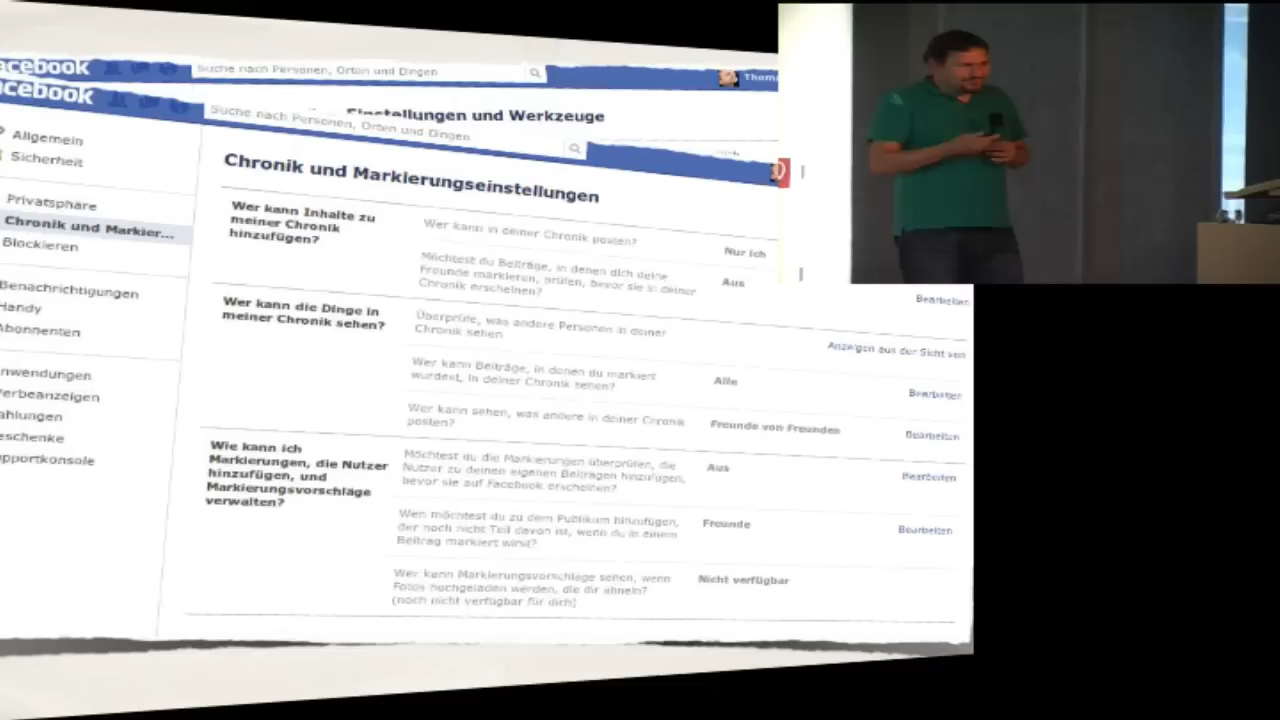 acebook
Suche nach Personen, Orten und Dingen
Thoma
acebook
Einstellungen und Werkzeuge
Suche nach Personen, Orten und Dingen
Allgemein
Sicherheit
Privatsphäre
Chronik und Markier...
Blockieren
Benachrichtigungen
Handy
Abonnenten
nwendungen
erbeanzeigen
ahlungen
eschenke
pportkonsole
Chronik und Markierungseinstellungen
Wer kann Inhalte zu
meiner Chronik
hinzufügen?
Wer kann in deiner Chronik posten?
Nur ich
Möchtest du Beiträge, in denen dich deine
Freunde markieren, prüfen, bevor sie in deiner
Chronik erscheinen?
Aus
Bearbeiten
Wer kann die Dinge in
meiner Chronik sehen?
Überprüfe, was andere Personen in deiner
Chronik sehen
Anzeigen aus der Sicht von
Wer kann Beiträge, in denen du markiert
wurdest, in deiner Chronik sehen?
Alle
Bearbeiten
Wer kann sehen, was andere in deiner Chronik
posten?
Freunde von Freunden
Bearbeiten
Wie kann ich
Markierungen, die Nutzer
hinzufügen, und
Markierungsvorschläge
verwalten?
Möchtest du die Markierungen überprüfen, die
Nutzer zu deinen eigenen Beiträgen hinzufügen,
bevor sie auf Facebook erscheinen?
Aus
Bearbeiten
Wen möchtest du zu dem Publikum hinzufügen,
der noch nicht Teil davon ist, wenn du in einem
Beitrag markiert wirst?
Freunde
Bearbeiten
Wer kann Markierungsvorschläge sehen, wenn
Fotos hochgeladen werden, die dir ähneln?
(noch nicht verfügbar für dich)
Nicht verfügbar